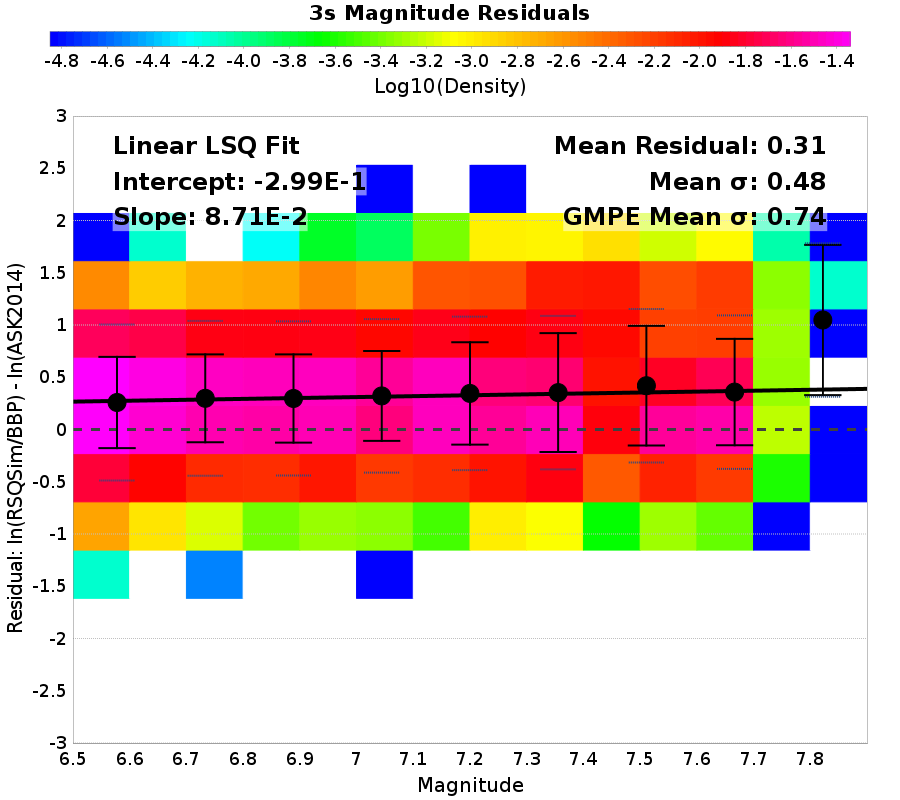 3s Magnitude Residuals
-4.8 -4.6 -4.4 -4.2 -4.0 -3.8 -3.6 -3.4 -3.2 -3.0 -2.8 -2.6 -2.4 -2.2 -2.0 -1.8 -1.6 -1.4
Log10(Density)
Linear LSQ Fit
Intercept: -2.99E-1
Slope: 8.71E-2
Mean Residual: 0.31
Mean σ: 0.48
GMPE Mean σ: 0.74
Residual: ln(RSQSim/BBP) - ln(ASK2014)
3
2.5
2
1.5
1
0.5
0
-0.5
-1
-1.5
-2
-2.5
-3
6.5 6.6 6.7 6.8 6.9 7 7.1 7.2 7.3 7.4 7.5 7.6 7.7 7.8
Magnitude